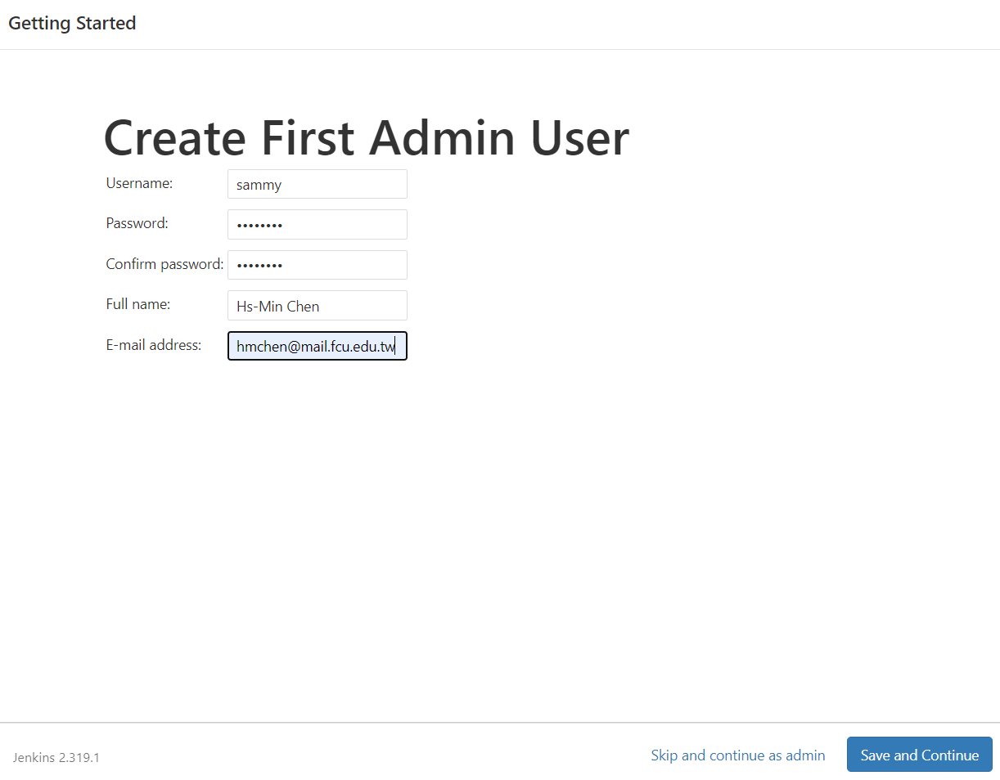 Getting Started
Create First Admin User
Username: sammy
Password: ••••••••
Confirm password: ••••••••
Full name: Hs-Min Chen
E-mail address: hmchen@mail.fcu.edu.tw
Jenkins 2.319.1 Skip and continue as admin Save and Continue